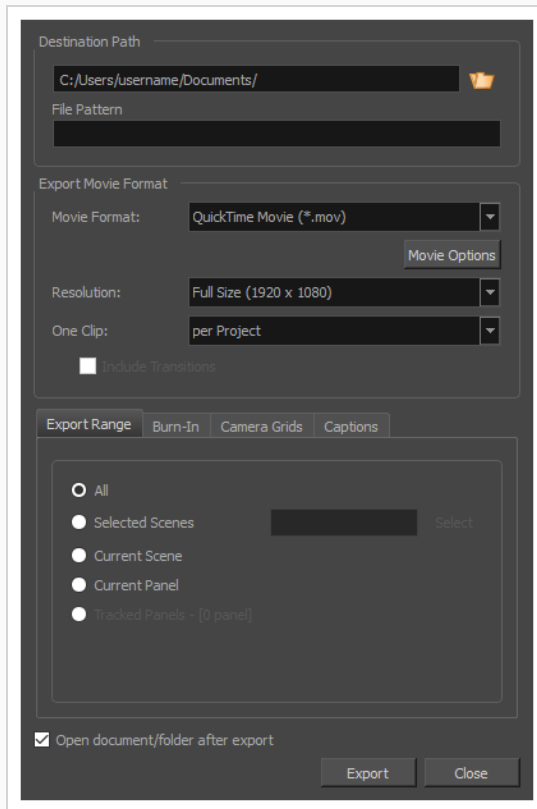 Destination Path
C:/Users/username/Documents/
File Pattern
Export Movie Format
Movie Format: QuickTime Movie (*.mov)
Movie Options
Resolution: Full Size (1920 x 1080)
One Clip: per Project
Include Transitions
Export Range Burn-In Camera Grids Captions
All
Selected Scenes Select
Current Scene
Current Panel
Tracked Panels - [0 panel]
Open document/folder after export
Export Close